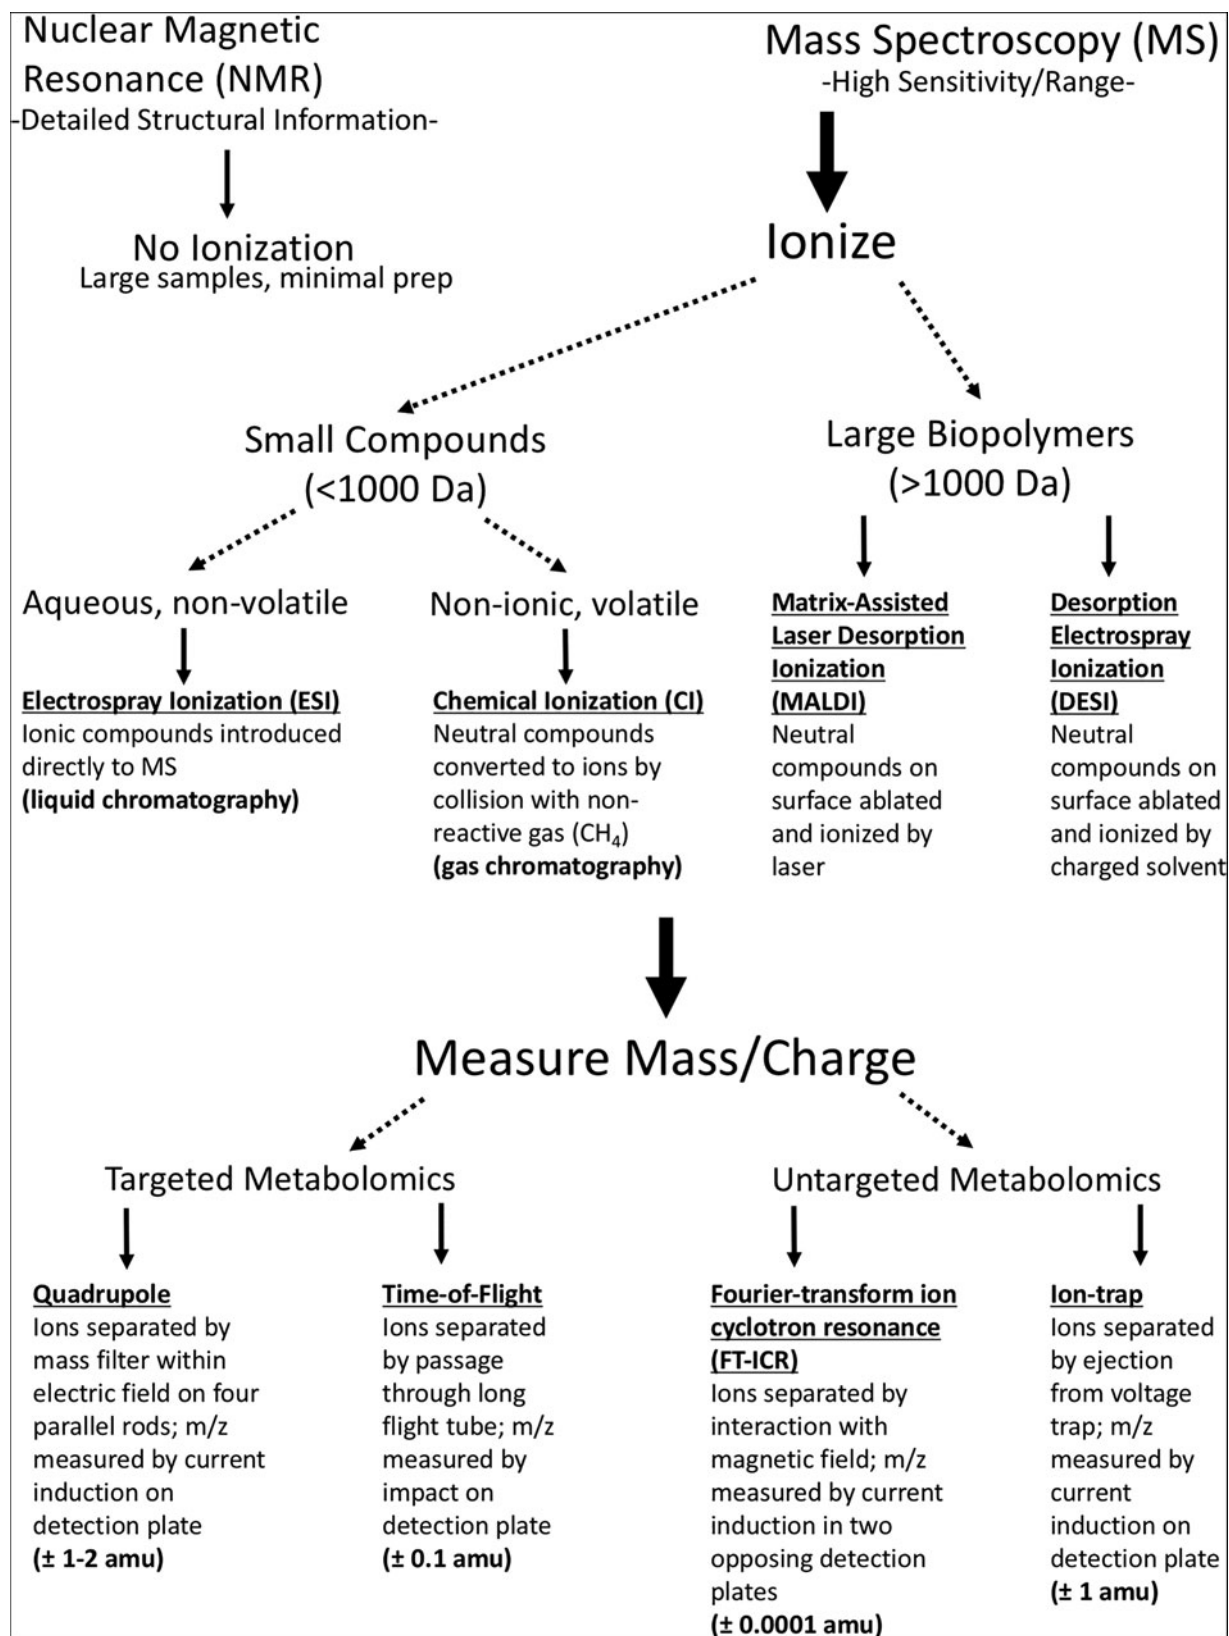 Nuclear Magnetic
Resonance (NMR)
-Detailed Structural Information-
No Ionization
Large samples, minimal prep
Mass Spectroscopy (MS)
-High Sensitivity/Range-
Ionize
Small Compounds
(<1000 Da)
Large Biopolymers
(>1000 Da)
Aqueous, non-volatile
Electrospray Ionization (ESI)
Ionic compounds introduced
directly to MS
(liquid chromatography)
Non-ionic, volatile
Chemical Ionization (CI)
Neutral compounds
converted to ions by
collision with non-
reactive gas (CH₄)
(gas chromatography)
Matrix-Assisted
Laser Desorption
Ionization
(MALDI)
Neutral
compounds on
surface ablated
and ionized by
laser
Desorption
Electrospray
Ionization
(DESI)
Neutral
compounds on
surface ablated
and ionized by
charged solvent
Measure Mass/Charge
Targeted Metabolomics
Quadrupole
Ions separated by
mass filter within
electric field on four
parallel rods; m/z
measured by current
induction on
detection plate
(± 1-2 amu)
Time-of-Flight
Ions separated
by passage
through long
flight tube; m/z
measured by
impact on
detection plate
(± 0.1 amu)
Untargeted Metabolomics
Fourier-transform ion
cyclotron resonance
(FT-ICR)
Ions separated by
interaction with
magnetic field; m/z
measured by current
induction in two
opposing detection
plates
(± 0.0001 amu)
Ion-trap
Ions separated
by ejection
from voltage
trap; m/z
measured by
current
induction on
detection plate
(± 1 amu)